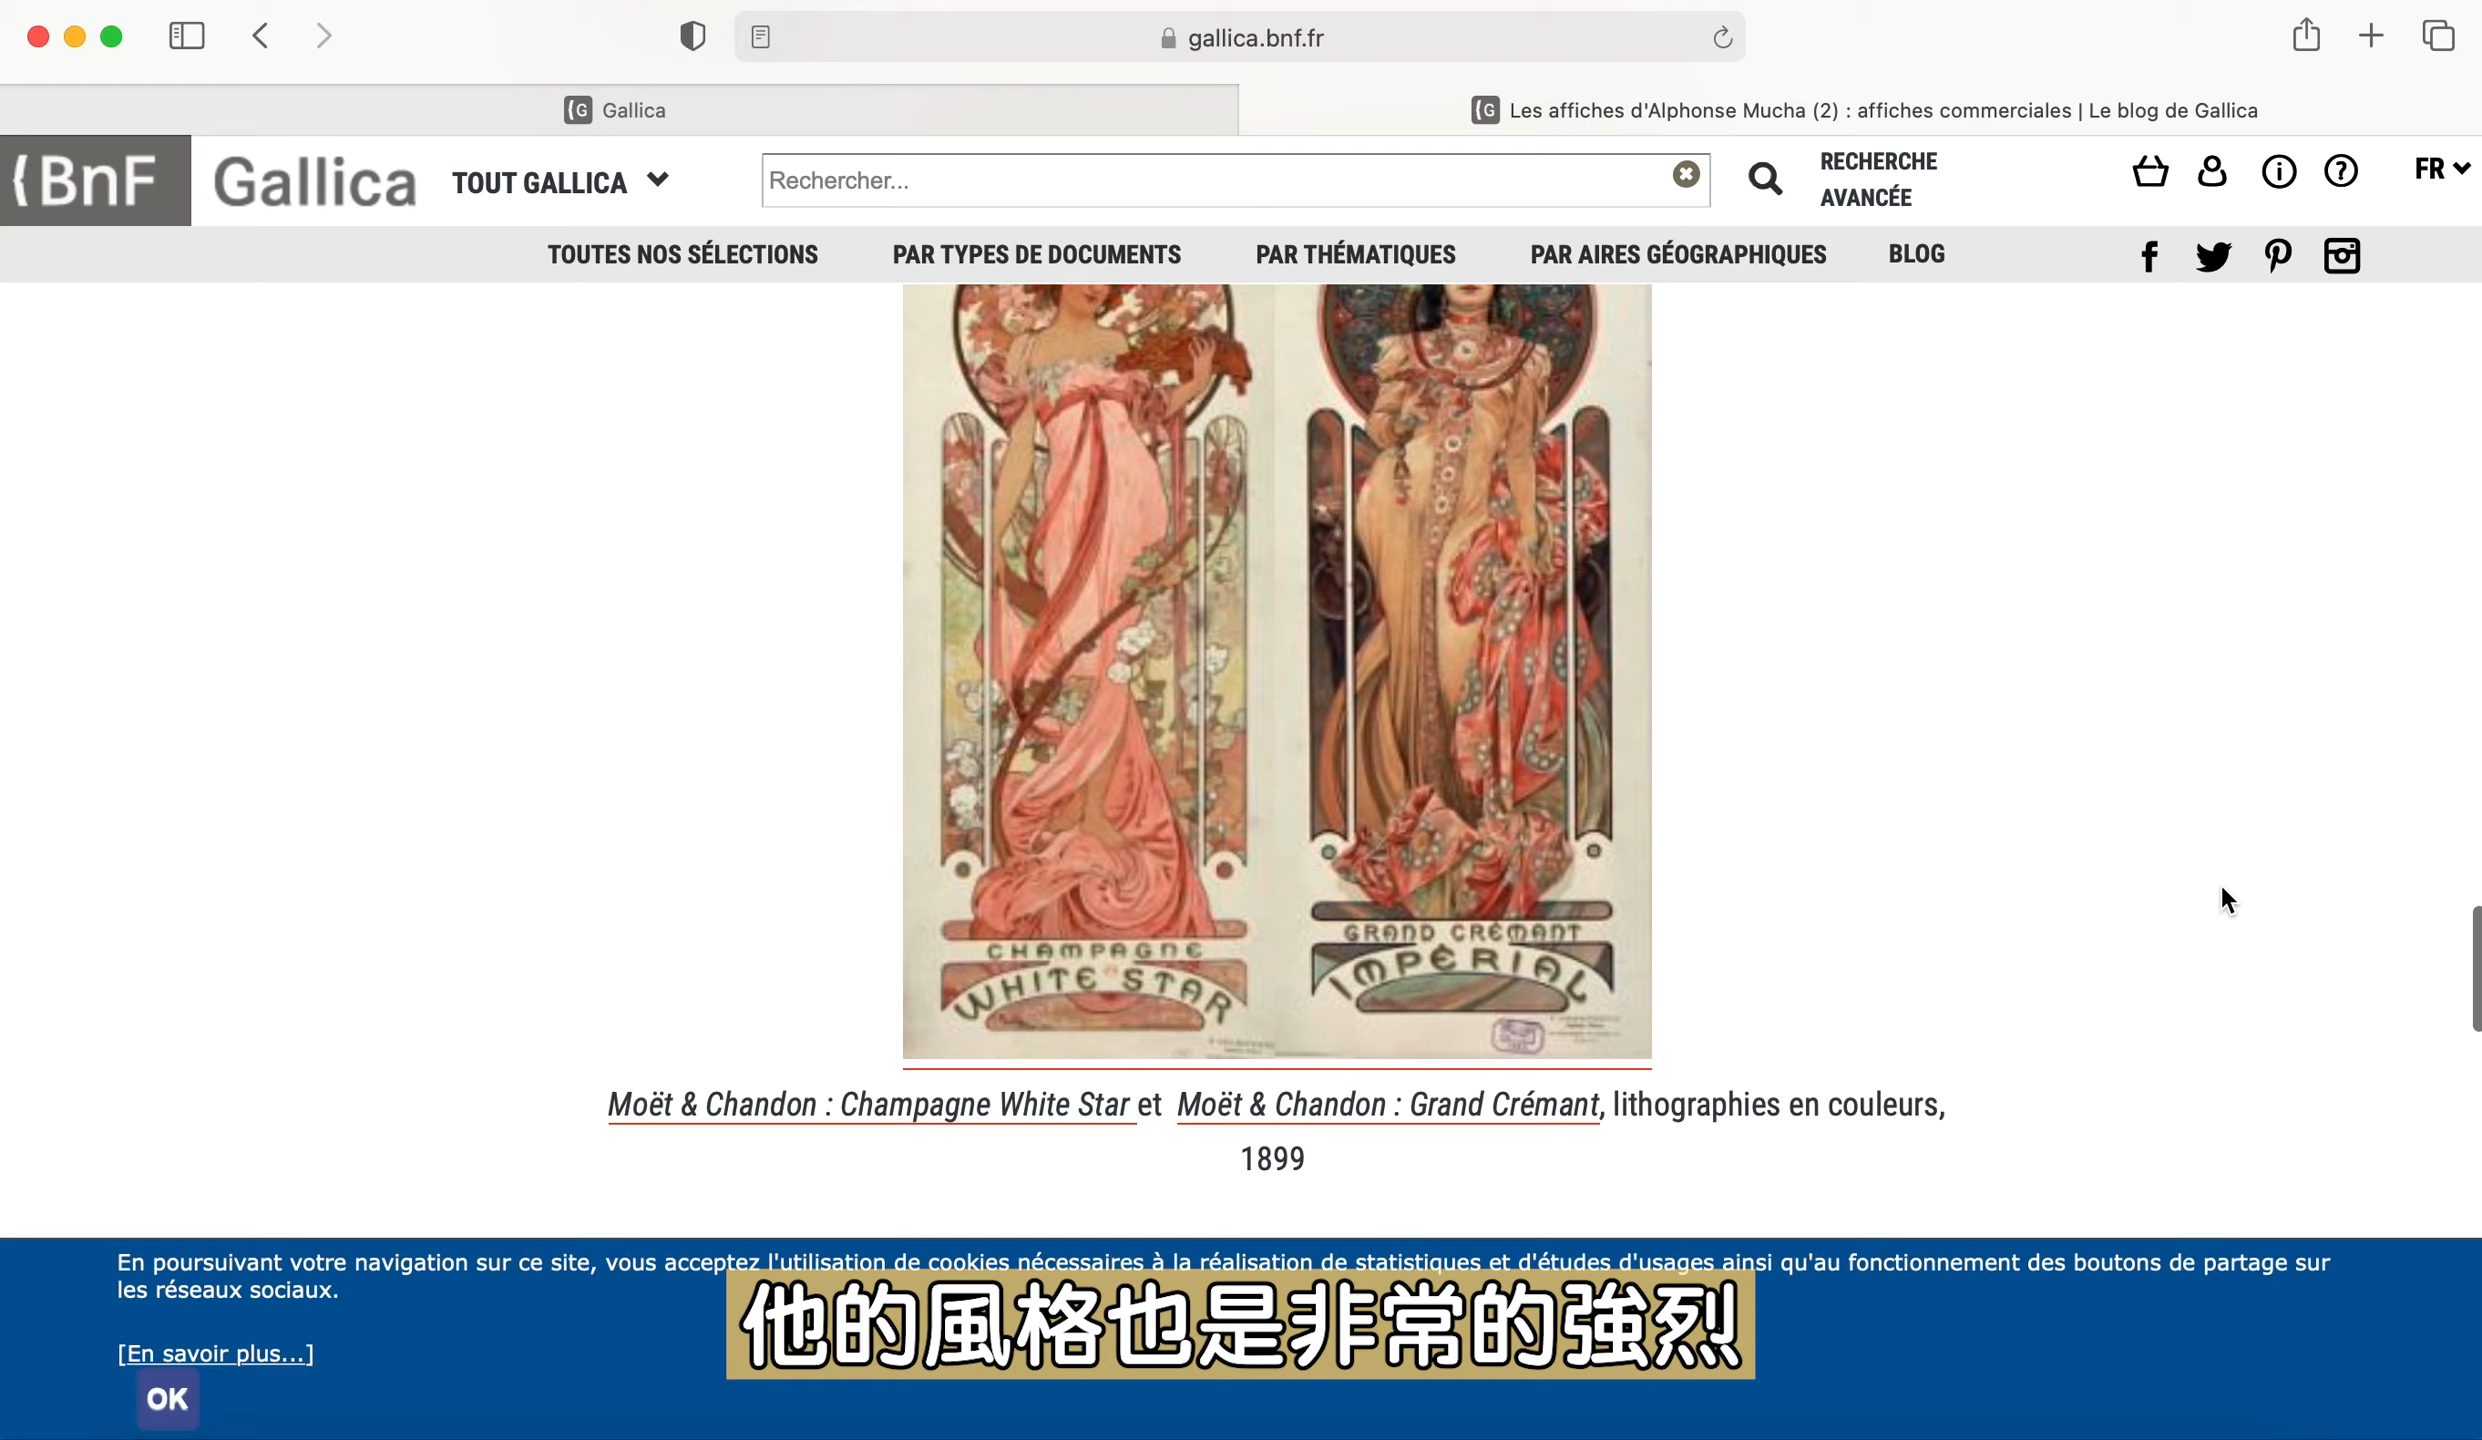 gallica.bnf.fr
Gallica
Les affiches d'Alphonse Mucha (2) : affiches commerciales | Le blog de Gallica
BnF Gallica TOUT GALLICA
Rechercher...
RECHERCHE
AVANCÉE
FR
TOUTES NOS SÉLECTIONS PAR TYPES DE DOCUMENTS PAR THÉMATIQUES PAR AIRES GÉOGRAPHIQUES BLOG
CHAMPAGNE
WHITE STAR
GRAND CRÉMANT
IMPÉRIAL
Moët & Chandon : Champagne White Star et Moët & Chandon : Grand Crémant, lithographies en couleurs,
1899
En poursuivant votre navigation sur ce site, vous acceptez l'utilisation de cookies nécessaires à la réalisation de statistiques et d'études d'usages ainsi qu'au fonctionnement des boutons de partage sur
les réseaux sociaux.
他的風格也是非常的強烈
[En savoir plus...]
OK